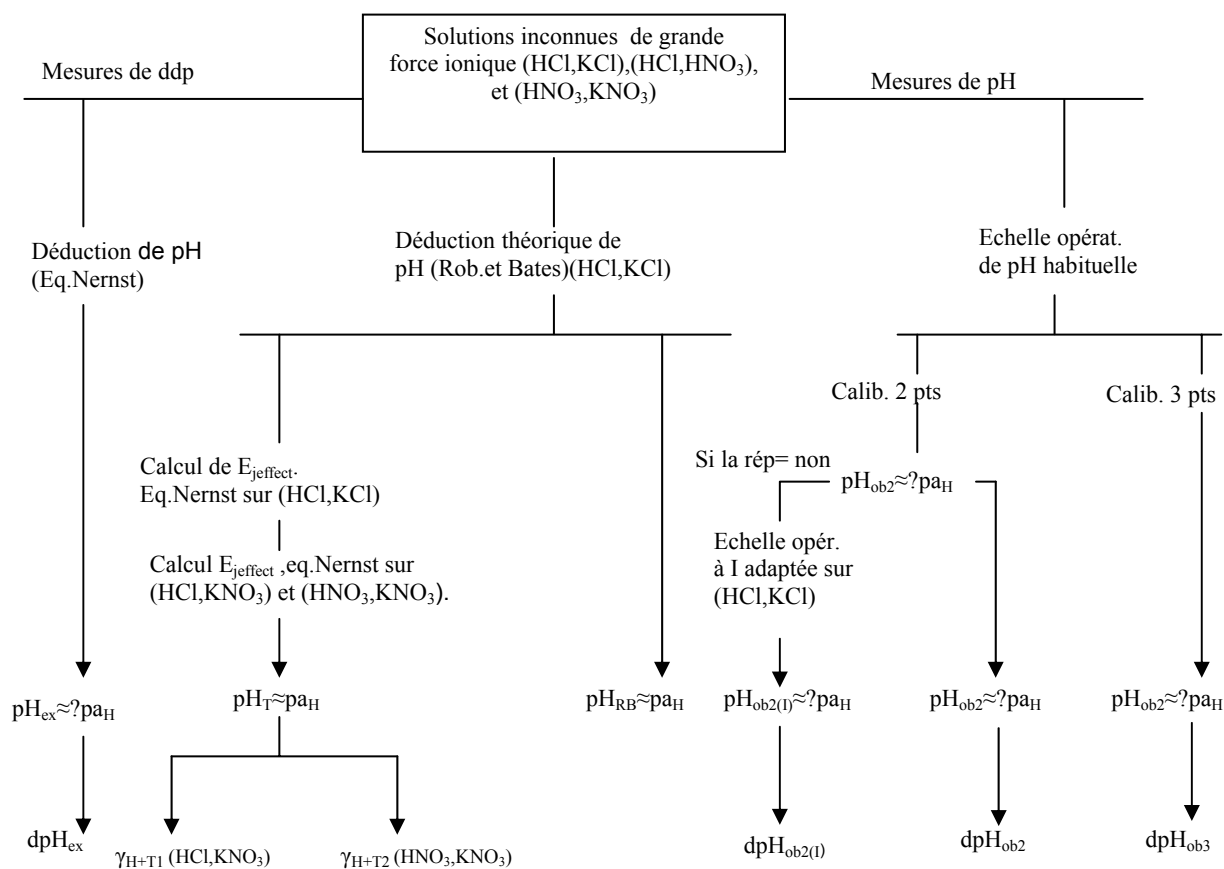 Solutions inconnues de grande
force ionique (HCl,KCl),(HCl,HNO₃),
et (HNO₃,KNO₃)
Mesures de ddp
Mesures de pH
Déduction de pH
(Eq.Nernst)
Déduction théorique de
pH (Rob.et Bates)(HCl,KCl)
Echelle opérat.
de pH habituelle
Calib. 2 pts
Calib. 3 pts
Calcul de Ejeffect.
Eq.Nernst sur (HCl,KCl)
Si la rép= non
pHob2≈?paH
Calcul Ejeffect ,eq.Nernst sur
(HCl,KNO₃) et (HNO₃,KNO₃).
Echelle opér.
à I adaptée sur
(HCl,KCl)
pHex≈?paH
pHT≈paH
pHRB≈paH
pHob2(I)≈?paH
pHob2≈?paH
pHob2≈?paH
dpHex
γH+T1 (HCl,KNO₃)
γH+T2 (HNO₃,KNO₃)
dpHob2(I)
dpHob2
dpHob3